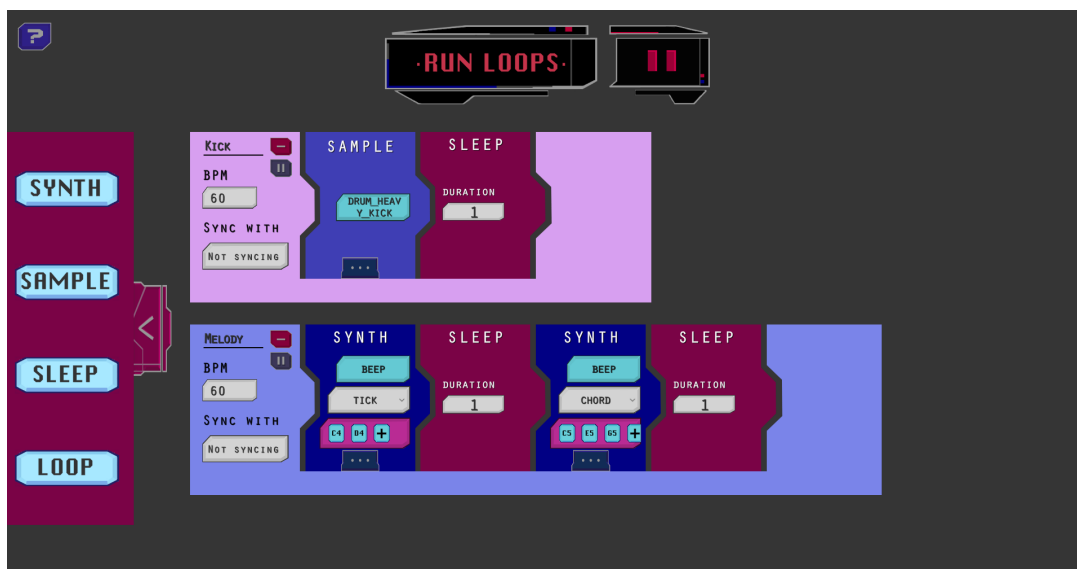 ?
·RUN LOOPS·
SYNTH
SAMPLE
SLEEP
LOOP
KICK
BPM
60
SYNC WITH
NOT SYNCING
SAMPLE
DRUM_HEAV
Y_KICK
...
SLEEP
DURATION
1
MELODY
BPM
60
SYNC WITH
NOT SYNCING
SYNTH
BEEP
TICK
C4 D4 +
...
SLEEP
DURATION
1
SYNTH
BEEP
CHORD
C5 E5 G5 +
...
SLEEP
DURATION
1